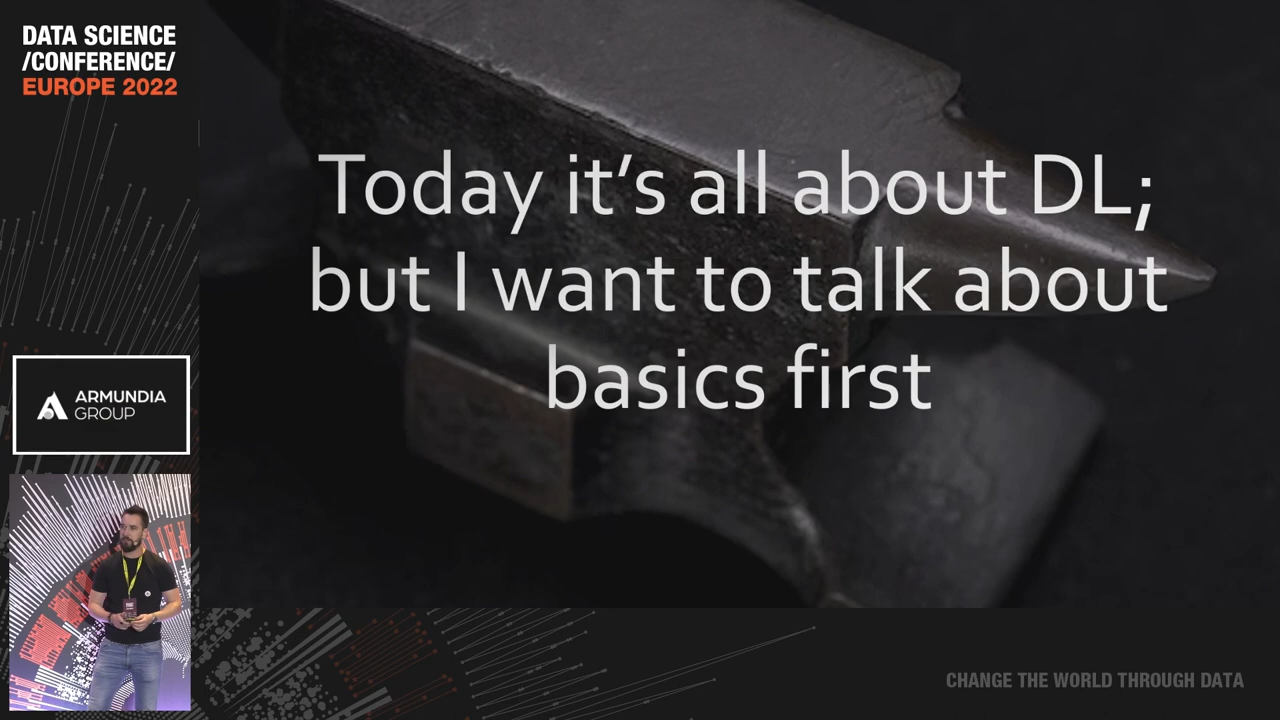 DATA SCIENCE
/CONFERENCE/
EUROPE 2022
Today it’s all about DL;
but I want to talk about
basics first
ARMUNDIA
GROUP
CHANGE THE WORLD THROUGH DATA